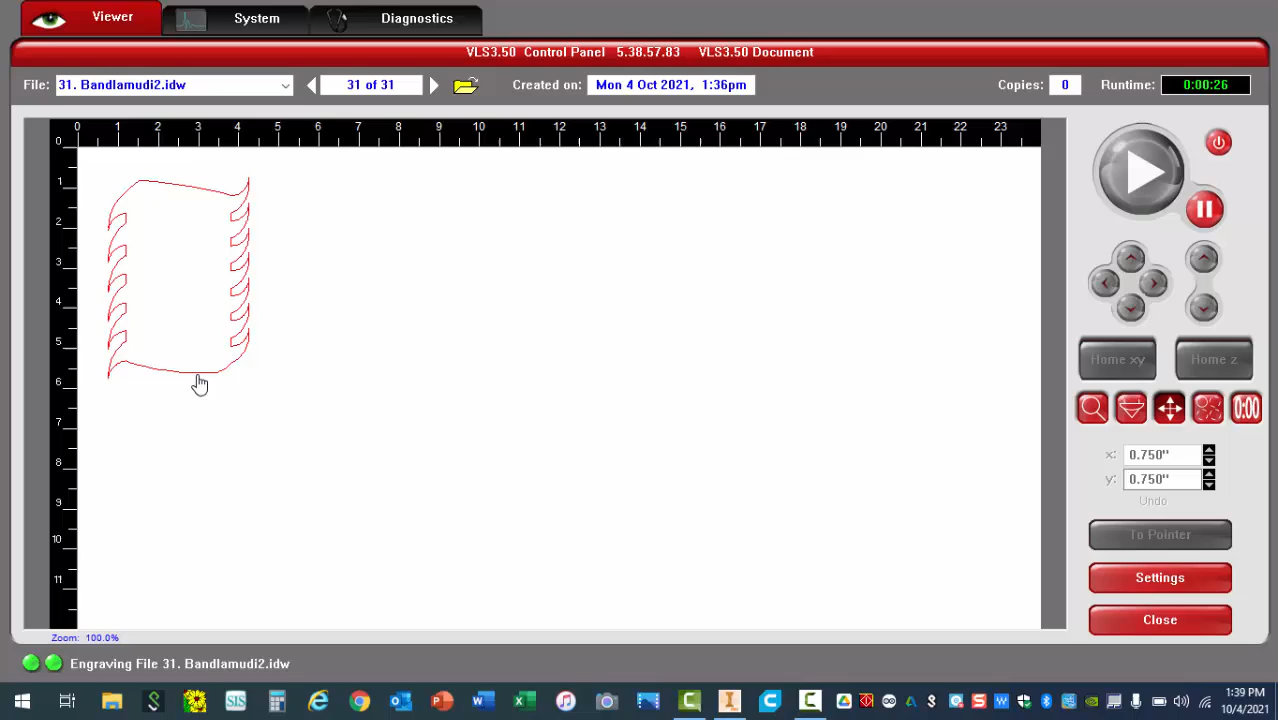 Viewer System Diagnostics
VLS3.50 Control Panel 5.38.57.83 VLS3.50 Document
File: 31. Bandlamudi2.idw 31 of 31 Created on: Mon 4 Oct 2021, 1:36pm Copies: 0 Runtime: 0:00:26
0 1 2 3 4 5 6 7 8 9 10 11 12 13 14 15 16 17 18 19 20 21 22 23
0
1
2
3
4
5
6
7
8
9
10
11
Home xy Home z
0:00
x: 0.750"
y: 0.750"
Undo
To Pointer
Settings
Close
Zoom: 100.0%
Engraving File 31. Bandlamudi2.idw
SIS
1:39 PM
10/4/2021